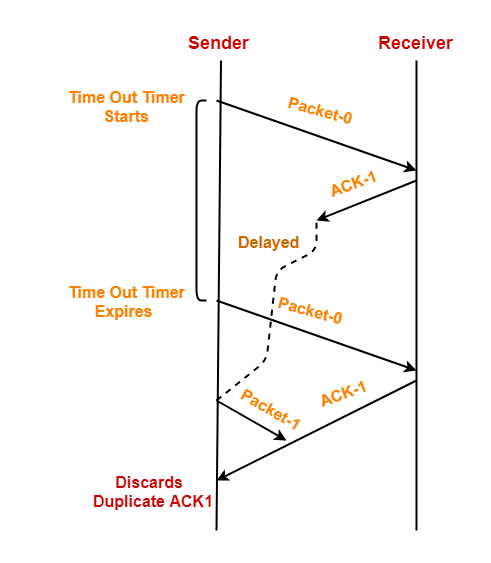 Sender
Receiver
Time Out Timer
Starts
Packet-0
ACK-1
Delayed
Time Out Timer
Expires
Packet-0
ACK-1
Packet-1
Discards
Duplicate ACK1